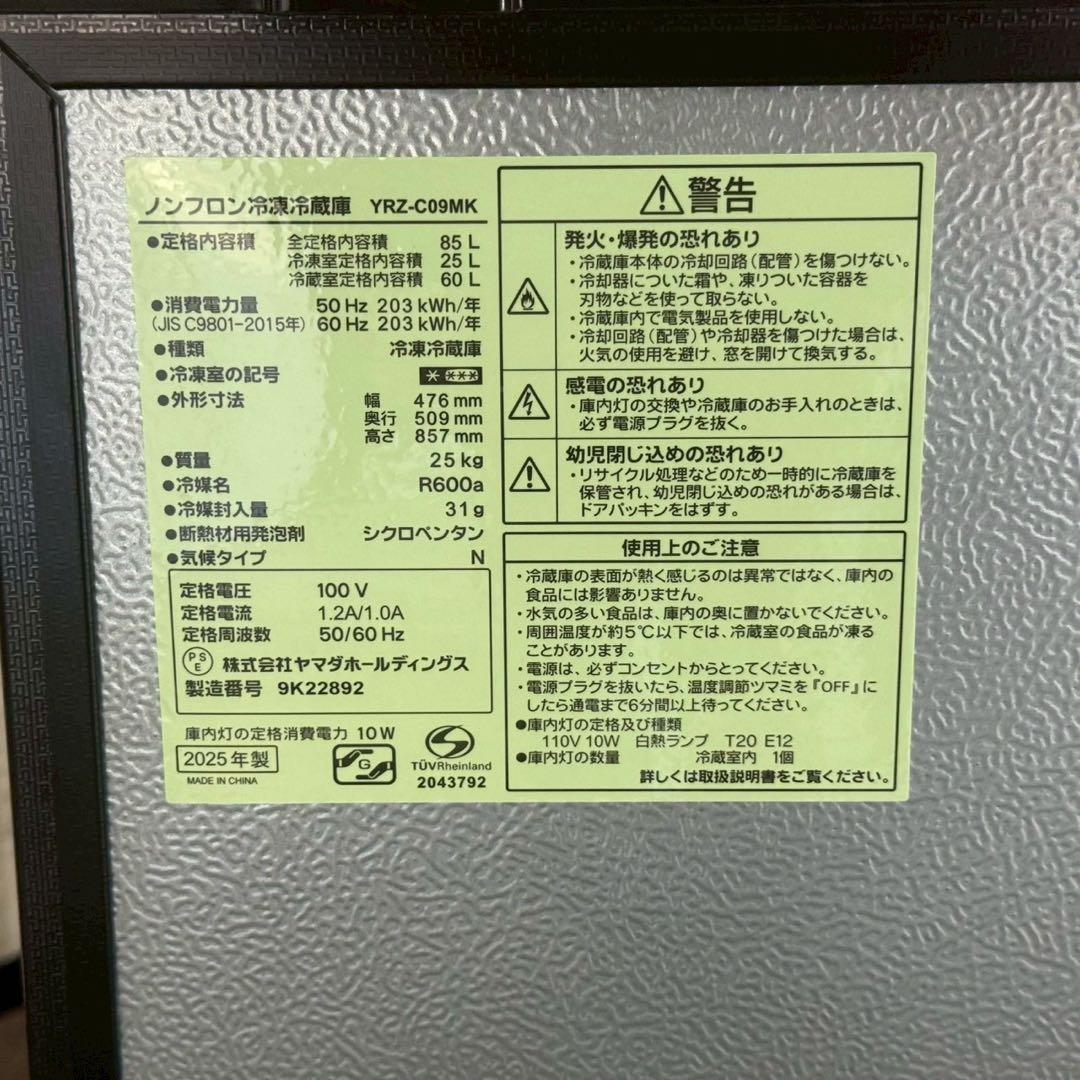 ノンフロン冷凍冷蔵庫 YRZ-C09MK
●定格内容積 全定格内容積 85 L
冷凍室定格内容積 25 L
冷蔵室定格内容積 60 L
●消費電力量 50 Hz 203 kWh/年
(JIS C9801-2015年) 60 Hz 203 kWh/年
●種類 冷凍冷蔵庫
●冷凍室の記号 * ***
●外形寸法 幅 476 mm
奥行 509 mm
高さ 857 mm
●質量 25 kg
●冷媒名 R600a
●冷媒封入量 31 g
●断熱材用発泡剤 シクロペンタン
●気候タイプ N
定格電圧 100 V
定格電流 1.2A/1.0A
定格周波数 50/60 Hz
PSE 株式会社ヤマダホールディングス
製造番号 9K22892
庫内灯の定格消費電力 10 W
2025 年製
MADE IN CHINA
G
TÜVRheinland
2043792
⚠警告
発火・爆発の恐れあり
・冷蔵庫本体の冷却回路(配管)を傷つけない。
・冷却器についた霜や、凍りついた容器を
刃物などを使って取らない。
・冷蔵庫内で電気製品を使用しない。
・冷却回路(配管)や冷却器を傷つけた場合は、
火気の使用を避け、窓を開けて換気する。
感電の恐れあり
・庫内灯の交換や冷蔵庫のお手入れのときは、
必ず電源プラグを抜く。
幼児閉じ込めの恐れあり
・リサイクル処理などのため一時的に冷蔵庫を
保管され、幼児閉じ込めの恐れがある場合は、
ドアパッキンをはずす。
使用上のご注意
・冷蔵庫の表面が熱く感じるのは異常ではなく、庫内の
食品には影響ありません。
・水気の多い食品は、庫内の奥に置かないでください。
・周囲温度が約5℃以下では、冷蔵室の食品が凍る
ことがあります。
・電源は、必ずコンセントからとってください。
・電源プラグを抜いたら、温度調節ツマミを『OFF』に
したら通電まで6分間以上待ってください。
●庫内灯の定格及び種類
110V 10W 白熱ランプ T20 E12
●庫内灯の数量 冷蔵室内 1個
詳しくは取扱説明書をご覧ください。